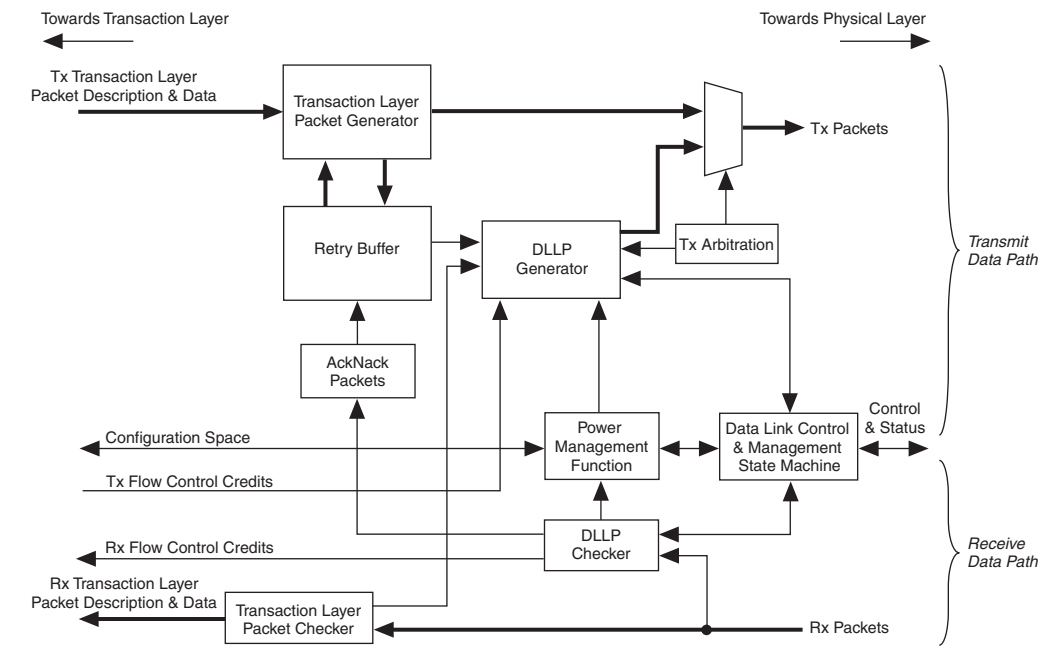 Towards Transaction Layer
Towards Physical Layer
Tx Transaction Layer
Packet Description & Data
Transaction Layer
Packet Generator
Tx Packets
Retry Buffer
DLLP
Generator
Tx Arbitration
Transmit
Data Path
AckNack
Packets
Configuration Space
Power
Management
Function
Data Link Control
& Management
State Machine
Control
& Status
Tx Flow Control Credits
DLLP
Checker
Rx Flow Control Credits
Receive
Data Path
Rx Transaction Layer
Packet Description & Data
Transaction Layer
Packet Checker
Rx Packets